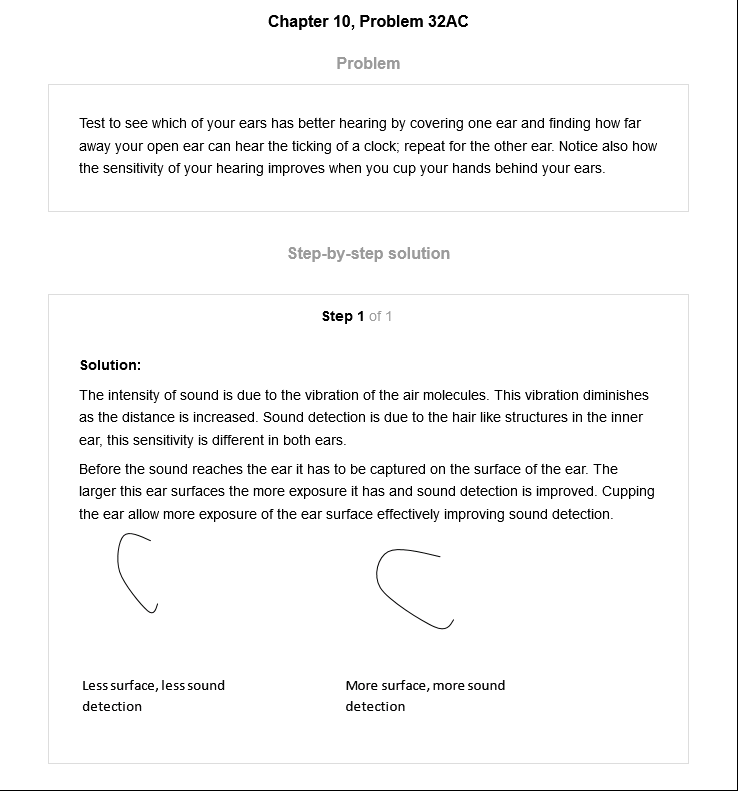 Chapter 10, Problem 32AC
Problem
Test to see which of your ears has better hearing by covering one ear and finding how far
away your open ear can hear the ticking of a clock; repeat for the other ear. Notice also how
the sensitivity of your hearing improves when you cup your hands behind your ears.
Step-by-step solution
Step 1 of 1
Solution:
The intensity of sound is due to the vibration of the air molecules. This vibration diminishes
as the distance is increased. Sound detection is due to the hair like structures in the inner
ear, this sensitivity is different in both ears.
Before the sound reaches the ear it has to be captured on the surface of the ear. The
larger this ear surfaces the more exposure it has and sound detection is improved. Cupping
the ear allow more exposure of the ear surface effectively improving sound detection.
Less surface, less sound
detection
More surface, more sound
detection